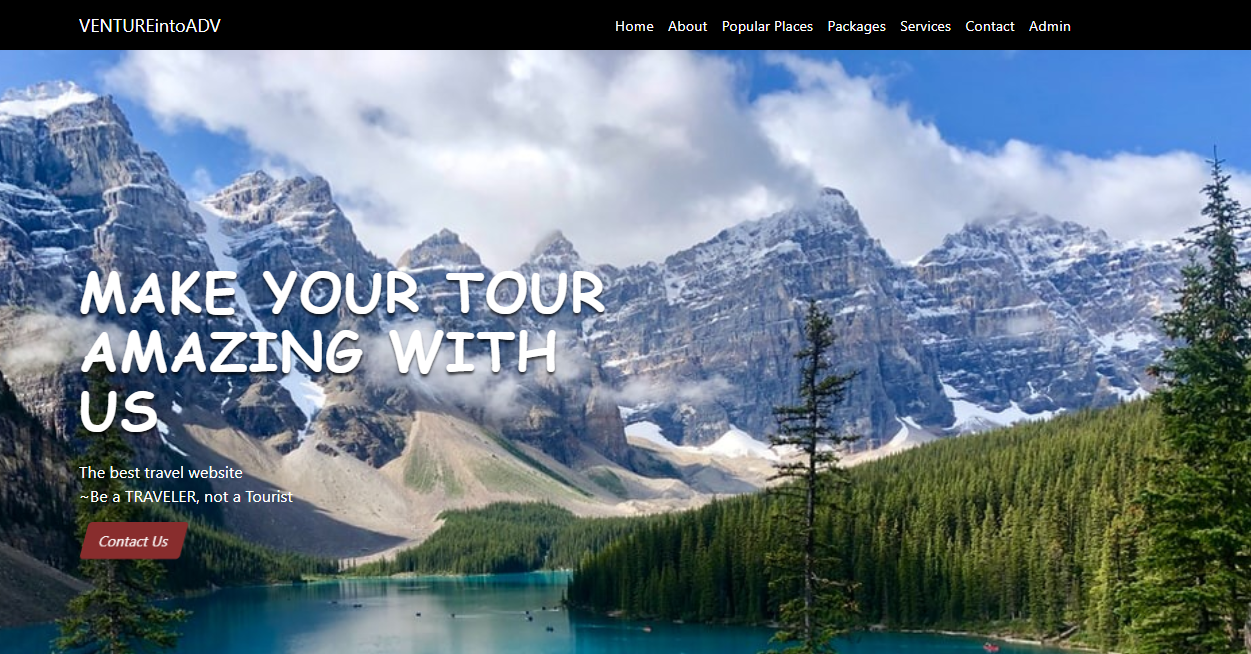 VENTUREintoADV
Home About Popular Places Packages Services Contact Admin
MAKE YOUR TOUR
AMAZING WITH
US
The best travel website
~Be a TRAVELER, not a Tourist
Contact Us